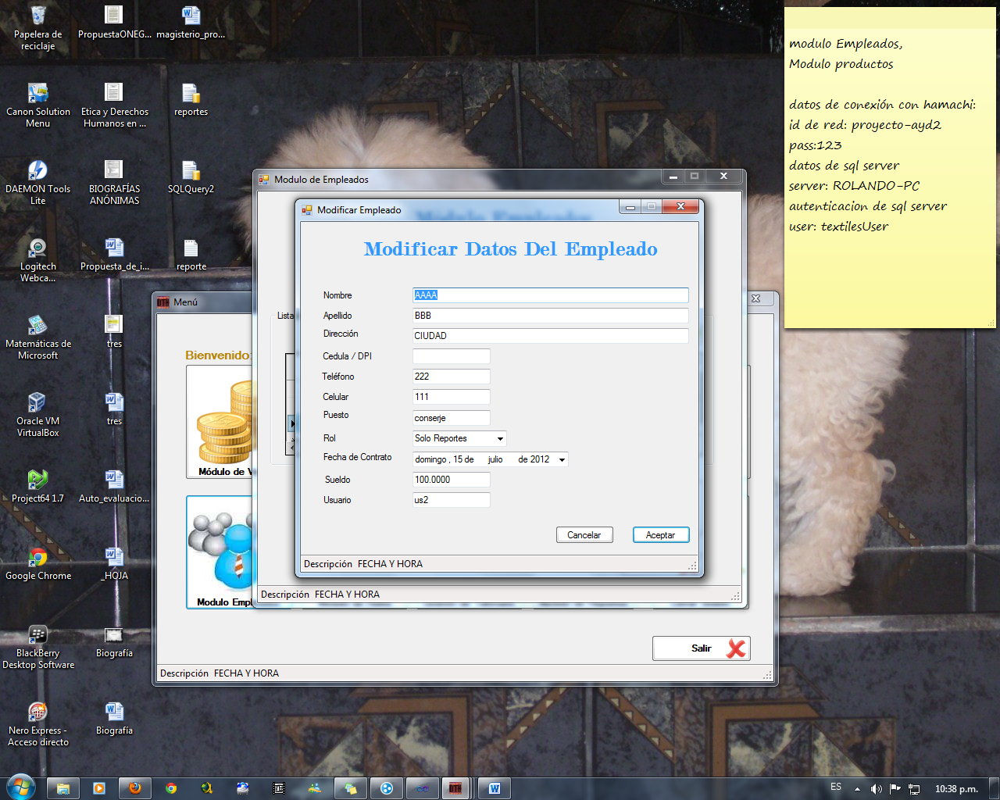 Papelera de
reciclaje
PropuestaONEG...
magisterio_pro...
Canon Solution
Menu
Etica y Derechos
Humanos en ...
reportes
DAEMON Tools
Lite
BIOGRAFÍAS
ANÓNIMAS
SQLQuery2
Logitech
Webca...
Propuesta_de_i...
reporte
Matemáticas de
Microsoft
tres
Oracle VM
VirtualBox
tres
Project64 1.7
Auto_evaluacio...
Google Chrome
_HOJA
BlackBerry
Desktop Software
Biografía
Nero Express -
Acceso directo
Biografía
modulo Empleados,
Modulo productos
datos de conexión con hamachi:
id de red: proyecto-ayd2
pass:123
datos de sql server
server: ROLANDO-PC
autenticacion de sql server
user: textilesUser
Modulo de Empleados
Modificar Empleado
Modificar Datos Del Empleado
Nombre AAAA
Apellido BBB
Dirección CIUDAD
Cedula / DPI
Teléfono 222
Celular 111
Puesto conserje
Rol Solo Reportes
Fecha de Contrato domingo , 15 de julio de 2012
Sueldo 100.0000
Usuario us2
Cancelar Aceptar
Descripción FECHA Y HORA
Lista
Descripción FECHA Y HORA
Menú
Bienvenido:
Módulo de V
Modulo Emp
Salir
Descripción FECHA Y HORA
ES 10:38 p.m.